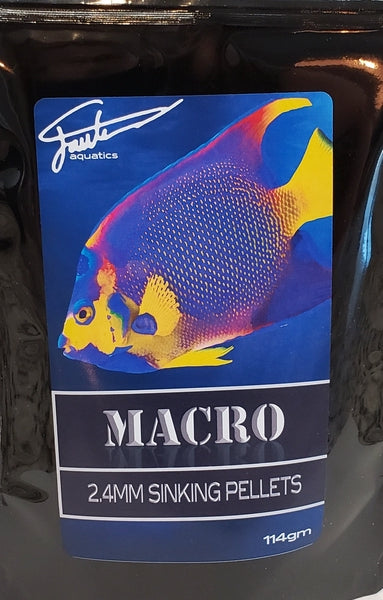 aquatics
MACRO
2.4MM SINKING PELLETS
114gm